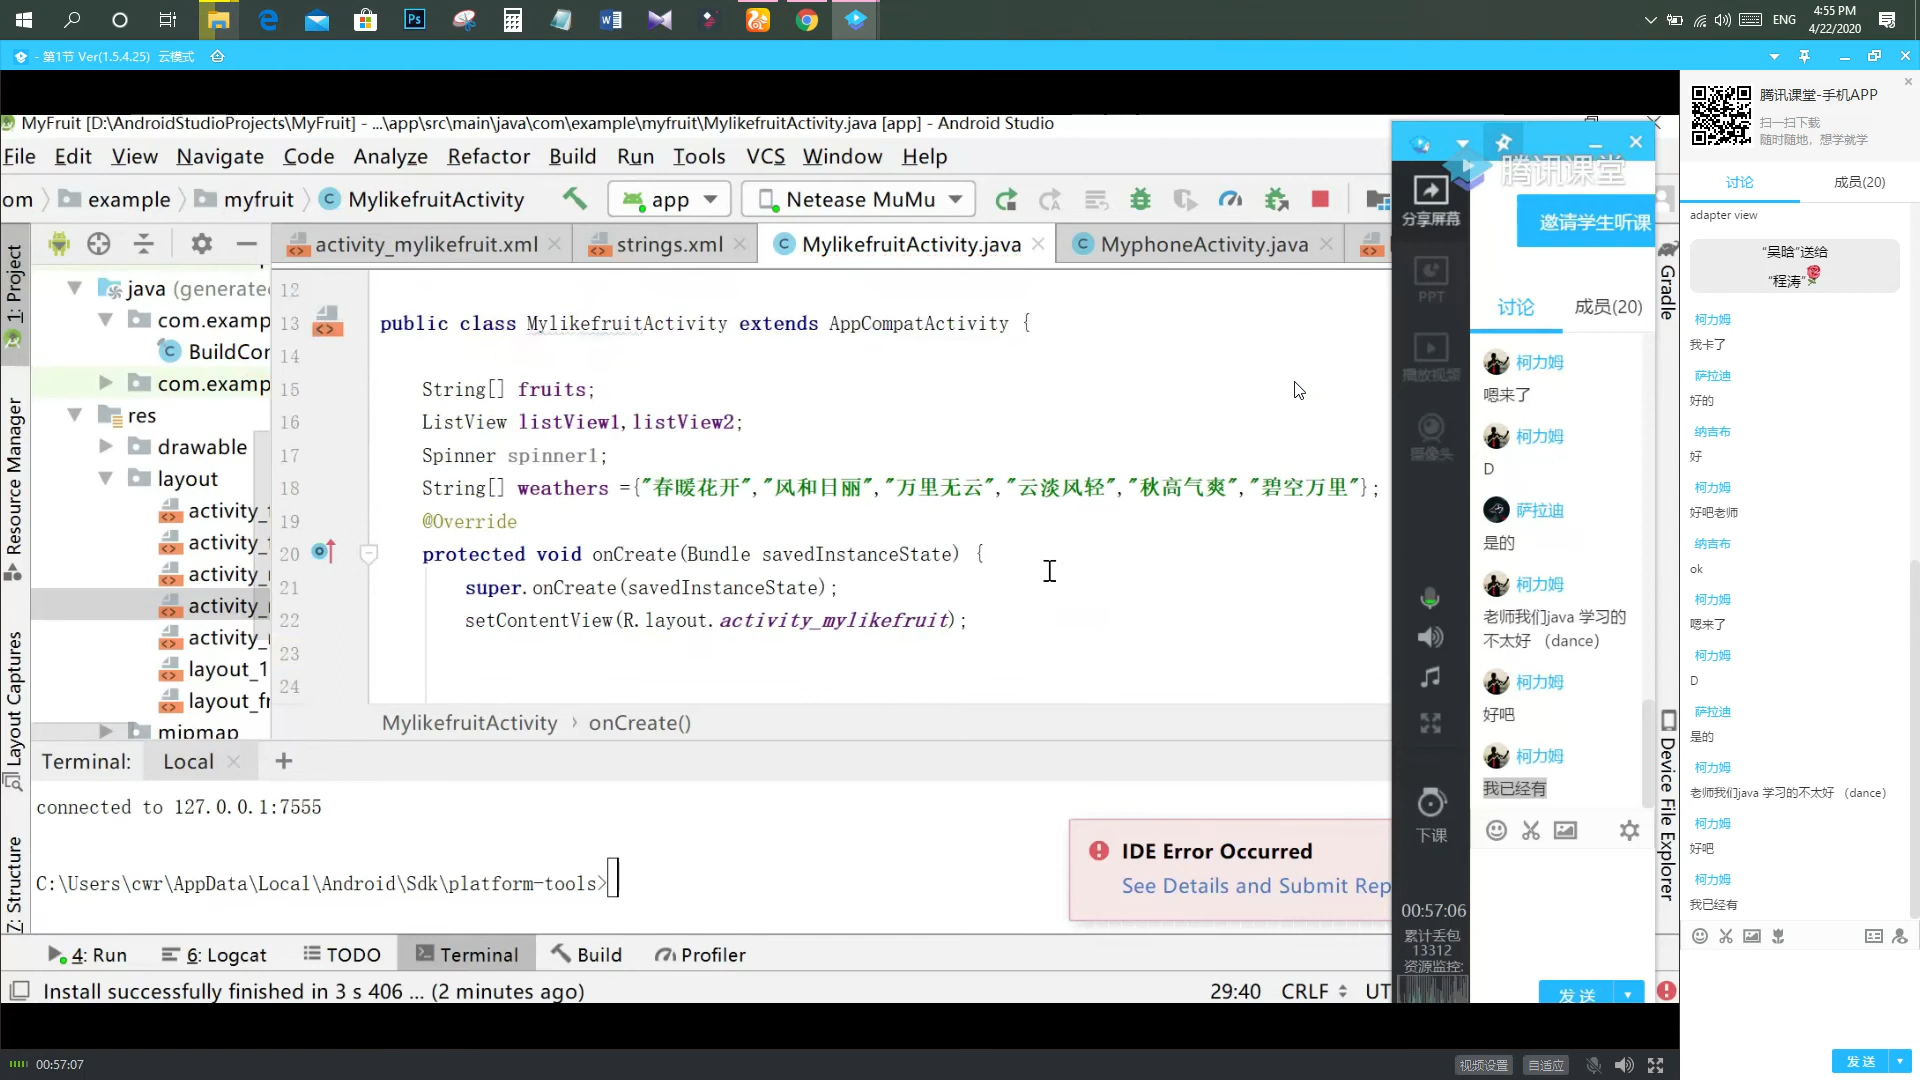 4:55 PM
ENG
4/22/2020
- 第1节 Ver(1.5.4.25) 云模式
MyFruit [D:\AndroidStudioProjects\MyFruit] - ...\app\src\main\java\com\example\myfruit\MylikefruitActivity.java [app] - Android Studio
File Edit View Navigate Code Analyze Refactor Build Run Tools VCS Window Help
om example myfruit MylikefruitActivity app Netease MuMu
activity_mylikefruit.xml strings.xml MylikefruitActivity.java MyphoneActivity.java
1: Project
Resource Manager
Layout Captures
Z: Structure
java (generate
com.examp
BuildCo
com.examp
res
drawable
layout
activity_
activity_
activity_
activity_
activity_
layout_1
layout_f
mipmap
12
13 public class MylikefruitActivity extends AppCompatActivity {
14
15 String[] fruits;
16 ListView listView1,listView2;
17 Spinner spinner1;
18 String[] weathers ={"春暖花开","风和日丽","万里无云","云淡风轻","秋高气爽","碧空万里"};
19 @Override
20 protected void onCreate(Bundle savedInstanceState) {
21 super.onCreate(savedInstanceState);
22 setContentView(R.layout.activity_mylikefruit);
23
24
MylikefruitActivity › onCreate()
Terminal: Local +
connected to 127.0.0.1:7555
C:\Users\cwr\AppData\Local\Android\Sdk\platform-tools>
IDE Error Occurred
See Details and Submit Rep
4: Run 6: Logcat TODO Terminal Build Profiler
Install successfully finished in 3 s 406 ... (2 minutes ago)
29:40 CRLF UT
腾讯课堂
分享屏幕
邀请学生听课
PPT
播放视频
摄像头
下课
00:57:06
累计丢包
13312
资源监控:
讨论 成员(20)
柯力姆
嗯来了
柯力姆
D
萨拉迪
是的
柯力姆
老师我们java 学习的
不太好 （dance）
柯力姆
好吧
柯力姆
我已经有
发送
Gradle
Device File Explorer
腾讯课堂-手机APP
扫一扫下载
随时随地，想学就学
讨论 成员(20)
adapter view
“吴晗”送给
“程涛”
柯力姆
我卡了
萨拉迪
好的
纳吉布
好
柯力姆
好吧老师
纳吉布
ok
柯力姆
嗯来了
柯力姆
D
萨拉迪
是的
柯力姆
老师我们java 学习的不太好 （dance）
柯力姆
好吧
柯力姆
我已经有
发送
00:57:07
视频设置 自适应